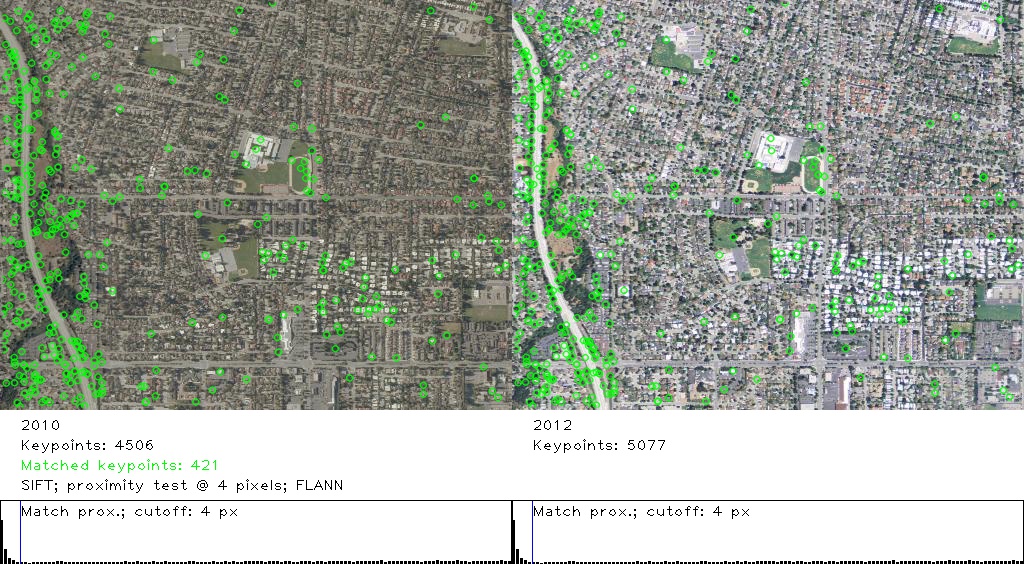 2010
Keypoints: 4506
Matched keypoints: 421
SIFT; proximity test @ 4 pixels; FLANN
Match prox.; cutoff: 4 px
2012
Keypoints: 5077
Match prox.; cutoff: 4 px